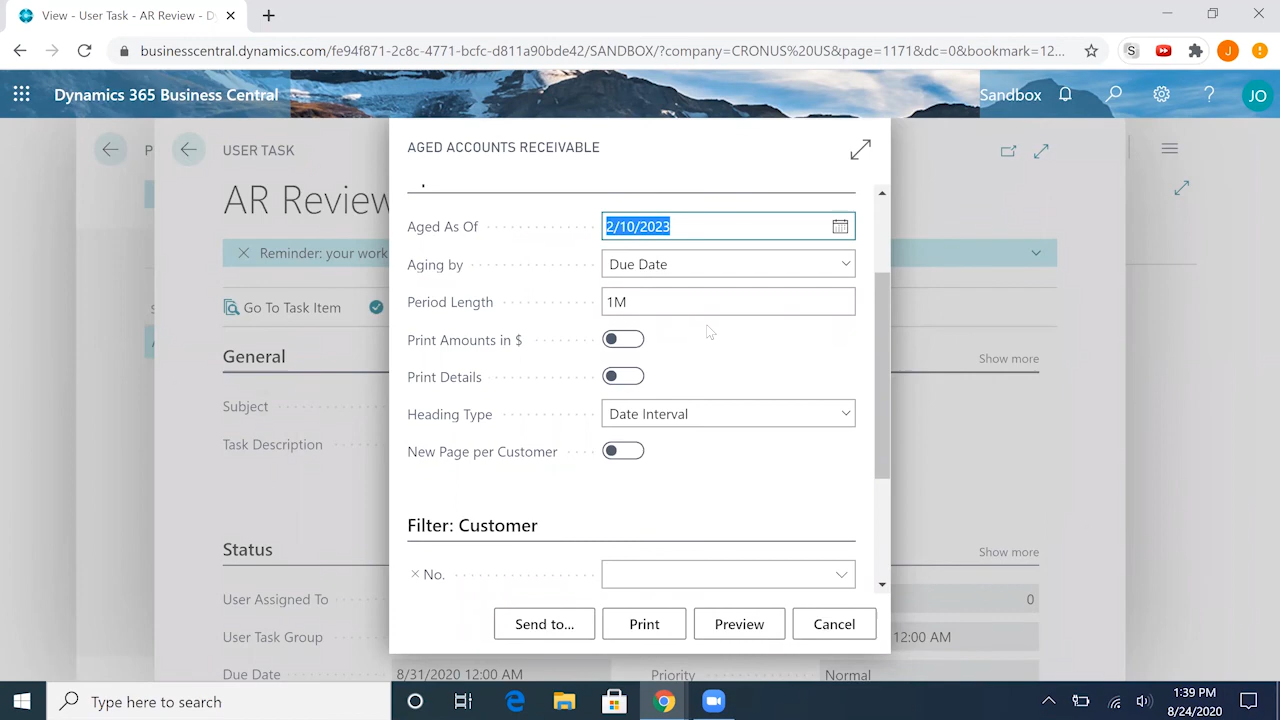 View - User Task - AR Review - D
businesscentral.dynamics.com/fe94f871-2c8c-4771-bcfc-d811a90bde42/SANDBOX/?company=CRONUS%20US&page=1171&dc=0&bookmark=12...
S
J
Dynamics 365 Business Central
Sandbox
?
JO
P
USER TASK
AR Review
Reminder: your work
Go To Task Item
General
Show more
Subject
Task Description
Status
Show more
User Assigned To
0
User Task Group
12:00 AM
Due Date
8/31/2020 12:00 AM
Priority
Normal
AGED ACCOUNTS RECEIVABLE
Aged As Of
2/10/2023
Aging by
Due Date
Period Length
1M
Print Amounts in $
Print Details
Heading Type
Date Interval
New Page per Customer
Filter: Customer
No.
Send to...
Print
Preview
Cancel
Type here to search
1:39 PM
8/24/2020